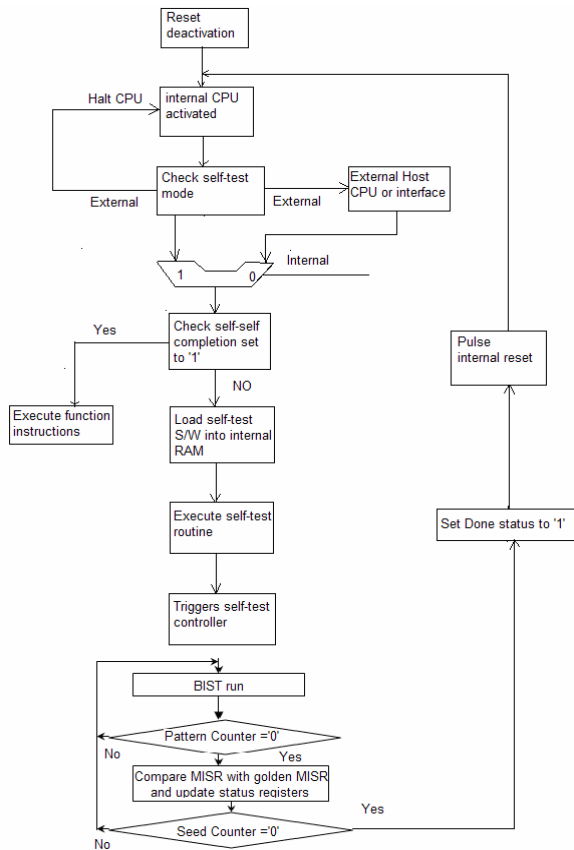 Reset
deactivation
Halt CPU
internal CPU
activated
Check self-test
mode
External Host
CPU or interface
External
External
Internal
1
0
Yes
Check self-self
completion set
to '1'
Pulse
internal reset
NO
Execute function
instructions
Load self-test
S/W into internal
RAM
Execute self-test
routine
Set Done status to '1'
Triggers self-test
controller
BIST run
Pattern Counter ='0'
No
Yes
Compare MISR with golden MISR
and update status registers
Yes
Seed Counter ='0'
No